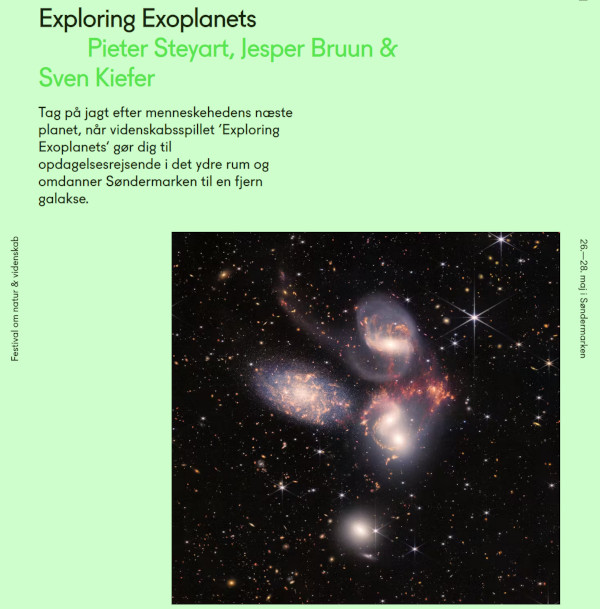 Exploring Exoplanets
Pieter Steyart, Jesper Bruun &
Sven Kiefer
Tag på jagt efter menneskehedens næste
planet, når videnskabsspillet ’Exploring
Exoplanets’ gør dig til
opdagelsesrejsende i det ydre rum og
omdanner Søndermarken til en fjern
galakse.
Festival om natur & videnskab
26.—28. maj i Søndermarken